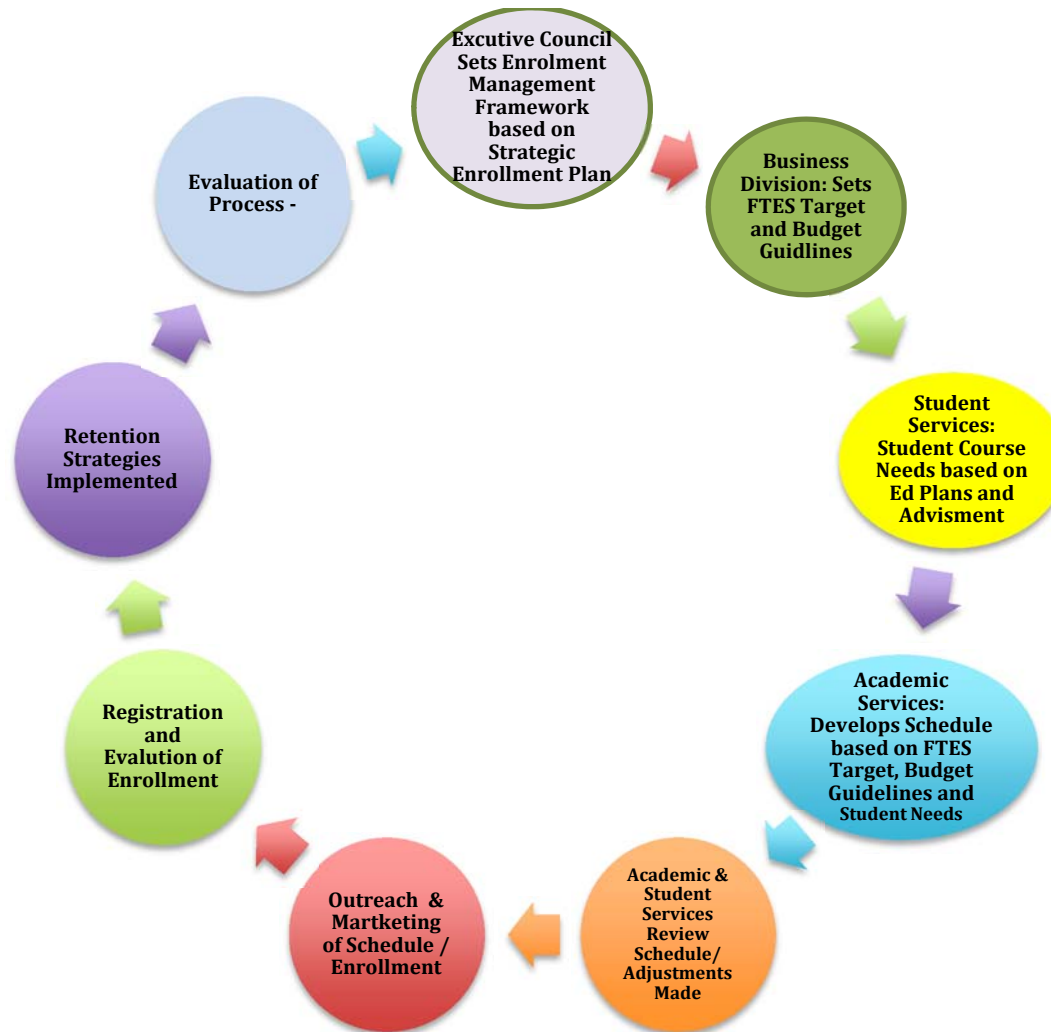 Excutive Council
Sets Enrolment
Management
Framework
based on
Strategic
Enrollment Plan
Business
Division: Sets
FTES Target
and Budget
Guidlines
Student
Services:
Student Course
Needs based on
Ed Plans and
Advisment
Academic
Services:
Develops Schedule
based on FTES
Target, Budget
Guidelines and
Student Needs
Academic &
Student
Services
Review
Schedule/
Adjustments
Made
Outreach & 
Martketing
of Schedule /
Enrollment
Registration
and
Evalution of
Enrollment
Retention
Strategies
Implemented
Evaluation of
Process -